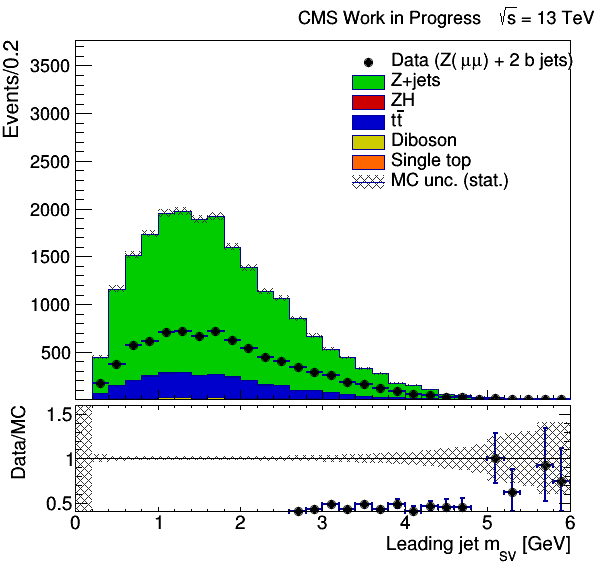 CMS Work in Progress √s = 13 TeV
Events/0.2
3500
3000
2500
2000
1500
1000
500
Data (Z(μμ) + 2 b jets)
Z+jets
ZH
tt̅
Diboson
Single top
MC unc. (stat.)
Data/MC
1.5
1
0.5
0 1 2 3 4 5 6
Leading jet m_SV [GeV]